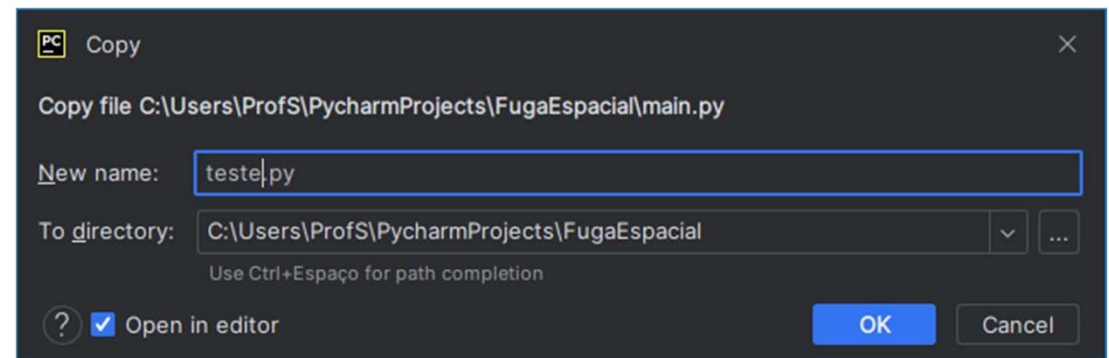 PC Copy
Copy file C:\Users\ProfS\PycharmProjects\FugaEspacial\main.py
New name: teste.py
To directory: C:\Users\ProfS\PycharmProjects\FugaEspacial ...
Use Ctrl+Espaço for path completion
? Open in editor OK Cancel